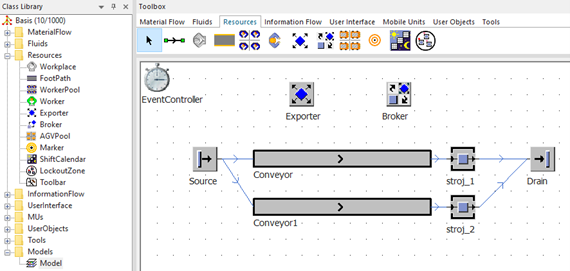 Class Library
Basis (10/1000)
MaterialFlow
Fluids
Resources
Workplace
FootPath
WorkerPool
Worker
Exporter
Broker
AGVPool
Marker
ShiftCalendar
LockoutZone
Toolbar
InformationFlow
UserInterface
MUs
UserObjects
Tools
Models
Model
Toolbox
Material Flow Fluids Resources Information Flow User Interface Mobile Units User Objects Tools
EventController
Exporter Broker
Source Conveyor stroj_1 Drain
Conveyor1 stroj_2